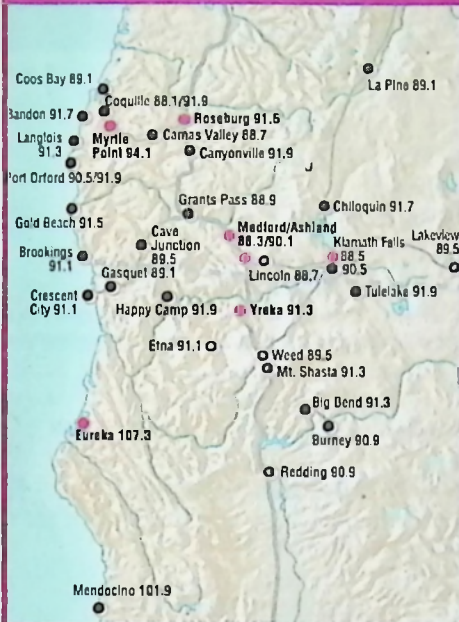 Coos Bay 89.1
La Pine 89.1
Coquille 88.1/91.9
Bandon 91.7
Roseburg 91.5
Langlois
91.3
Myrtle
Point 94.1
Camas Valley 88.7
Canyonville 91.9
Port Orford 90.5/91.9
Grants Pass 88.9
Chiloquin 91.7
Gold Beach 91.5
Cave
Junction
89.5
Medford/Ashland
88.3/90.1
Klamath Falls
88.5
90.5
Lakeview
89.5
Brookings
91.1
Lincoln 88.7
Gasquet 89.1
Crescent
City 91.1
Happy Camp 91.9
Yreka 91.3
Tulelake 91.9
Etna 91.1
Weed 89.5
Mt. Shasta 91.3
Big Bend 91.3
Burney 90.9
Eureka 107.3
Redding 90.9
Mendocino 101.9